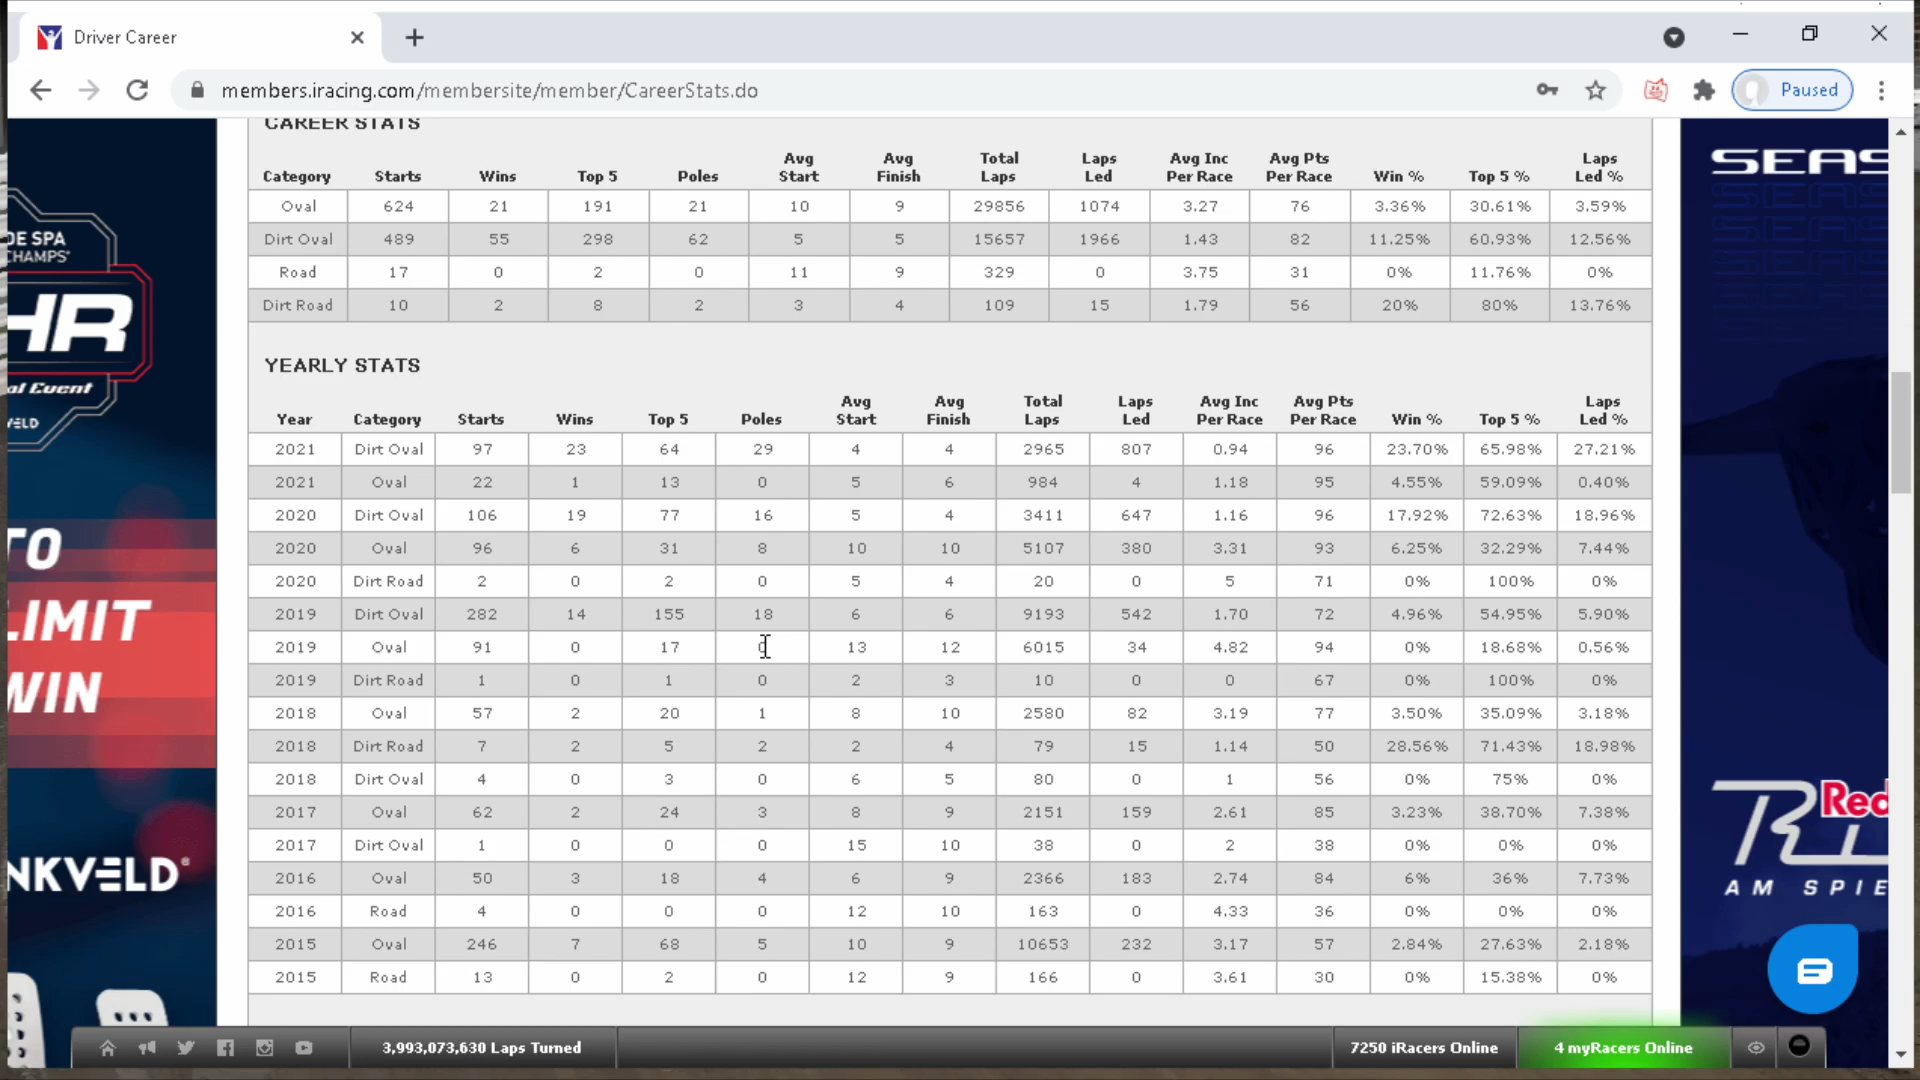 Driver Career
members.iracing.com/membersite/member/CareerStats.do
Paused
CAREER STATS
Category Starts Wins Top 5 Poles Avg Start Avg Finish Total Laps Laps Led Avg Inc Per Race Avg Pts Per Race Win % Top 5 % Laps Led %
Oval 624 21 191 21 10 9 29856 1074 3.27 76 3.36% 30.61% 3.59%
Dirt Oval 489 55 298 62 5 5 15657 1966 1.43 82 11.25% 60.93% 12.56%
Road 17 0 2 0 11 9 329 0 3.75 31 0% 11.76% 0%
Dirt Road 10 2 8 2 3 4 109 15 1.79 56 20% 80% 13.76%
YEARLY STATS
Year Category Starts Wins Top 5 Poles Avg Start Avg Finish Total Laps Laps Led Avg Inc Per Race Avg Pts Per Race Win % Top 5 % Laps Led %
2021 Dirt Oval 97 23 64 29 4 4 2965 807 0.94 96 23.70% 65.98% 27.21%
2021 Oval 22 1 13 0 5 6 984 4 1.18 95 4.55% 59.09% 0.40%
2020 Dirt Oval 106 19 77 16 5 4 3411 647 1.16 96 17.92% 72.63% 18.96%
2020 Oval 96 6 31 8 10 10 5107 380 3.31 93 6.25% 32.29% 7.44%
2020 Dirt Road 2 0 2 0 5 4 20 0 5 71 0% 100% 0%
2019 Dirt Oval 282 14 155 18 6 6 9193 542 1.70 72 4.96% 54.95% 5.90%
2019 Oval 91 0 17 0 13 12 6015 34 4.82 94 0% 18.68% 0.56%
2019 Dirt Road 1 0 1 0 2 3 10 0 0 67 0% 100% 0%
2018 Oval 57 2 20 1 8 10 2580 82 3.19 77 3.50% 35.09% 3.18%
2018 Dirt Road 7 2 5 2 2 4 79 15 1.14 50 28.56% 71.43% 18.98%
2018 Dirt Oval 4 0 3 0 6 5 80 0 1 56 0% 75% 0%
2017 Oval 62 2 24 3 8 9 2151 159 2.61 85 3.23% 38.70% 7.38%
2017 Dirt Oval 1 0 0 0 15 10 38 0 2 38 0% 0% 0%
2016 Oval 50 3 18 4 6 9 2366 183 2.74 84 6% 36% 7.73%
2016 Road 4 0 0 0 12 10 163 0 4.33 36 0% 0% 0%
2015 Oval 246 7 68 5 10 9 10653 232 3.17 57 2.84% 27.63% 2.18%
2015 Road 13 0 2 0 12 9 166 0 3.61 30 0% 15.38% 0%
DE SPA
CHAMPS
HR
al Event
VELD
TO
LIMIT
WIN
NKVELD
SEAS
Red
AM SPIE
3,993,073,630 Laps Turned
7250 iRacers Online
4 myRacers Online